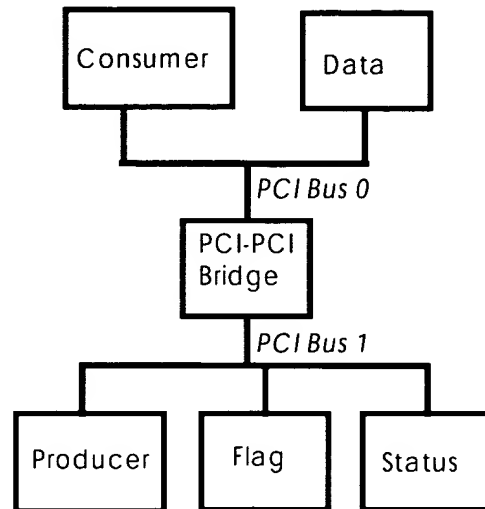 Consumer
Data
PCI Bus 0
PCI-PCI
Bridge
PCI Bus 1
Producer
Flag
Status